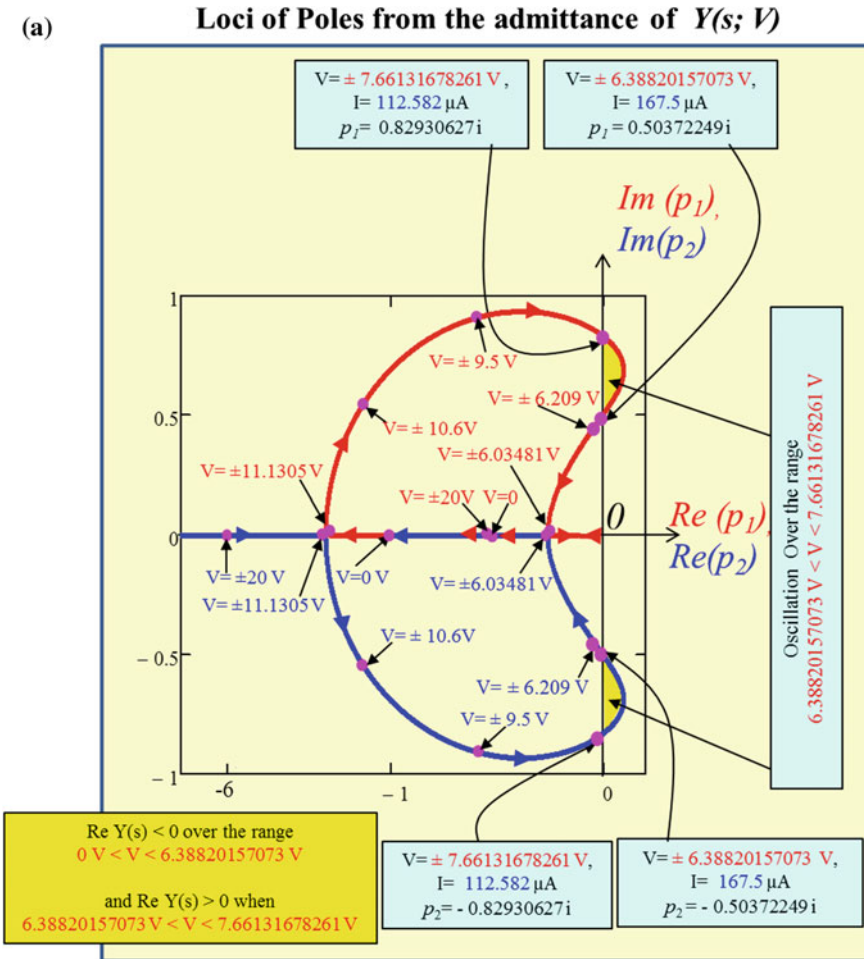 (a)
Loci of Poles from the admittance of Y(s; V)
V= ± 7.66131678261 V ,
I= 112.582 µA
p1= 0.82930627i
V= ± 6.38820157073 V,
I= 167.5 µA
p1= 0.50372249i
Im (p1),
Im(p2)
1
V= ± 9.5 V
V= ± 6.209 V
0.5
V= ± 10.6V
V= ±6.03481V
V= ±11.1305V
V= ±20V V=0
0
Re (p1),
0
Re(p2)
V= ±20 V
V=0 V
V= ±6.03481V
V= ±11.1305V
V= ± 10.6V
– 0.5
V= ± 6.209 V
V= ± 9.5 V
– 1
-6
– 1
0
Oscillation Over the range
6.38820157073 V < V < 7.66131678261 V
Re Y(s) < 0 over the range
0 V < V < 6.38820157073 V
and Re Y(s) > 0 when
6.38820157073 V < V < 7.66131678261 V
V= ± 7.66131678261 V,
I= 112.582 µA
p2= - 0.82930627i
V= ± 6.38820157073 V,
I= 167.5 µA
p2= - 0.50372249i